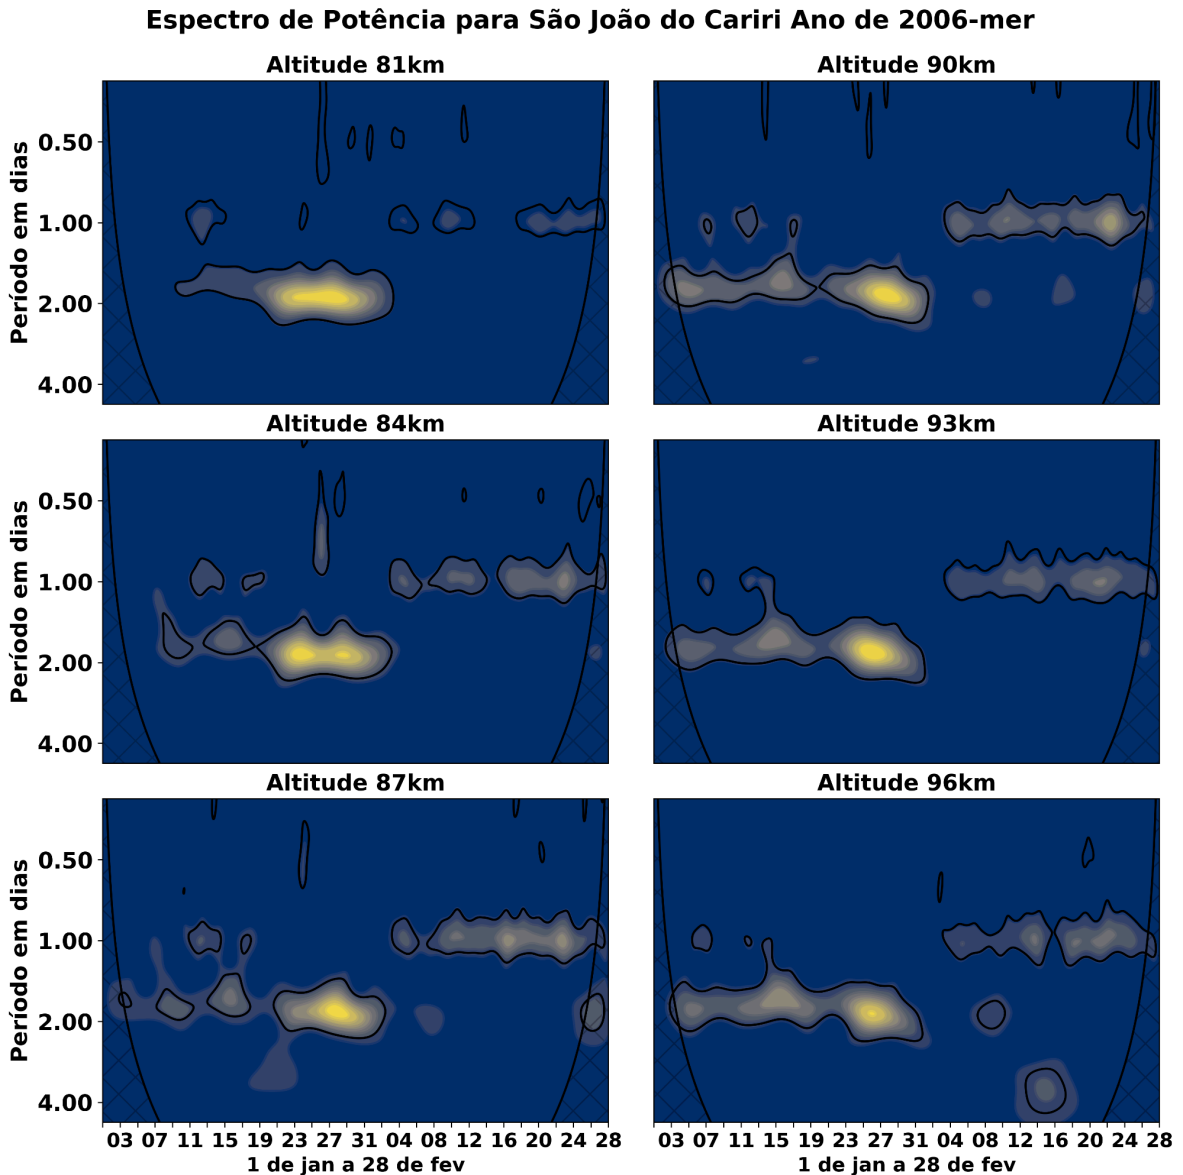 Espectro de Potência para São João do Cariri Ano de 2006-mer
Altitude 81km
Altitude 90km
Período em dias
0.50
1.00
2.00
4.00
Altitude 84km
Altitude 93km
Período em dias
0.50
1.00
2.00
4.00
Altitude 87km
Altitude 96km
Período em dias
0.50
1.00
2.00
4.00
03 07 11 15 19 23 27 31 04 08 12 16 20 24 28
03 07 11 15 19 23 27 31 04 08 12 16 20 24 28
1 de jan a 28 de fev
1 de jan a 28 de fev